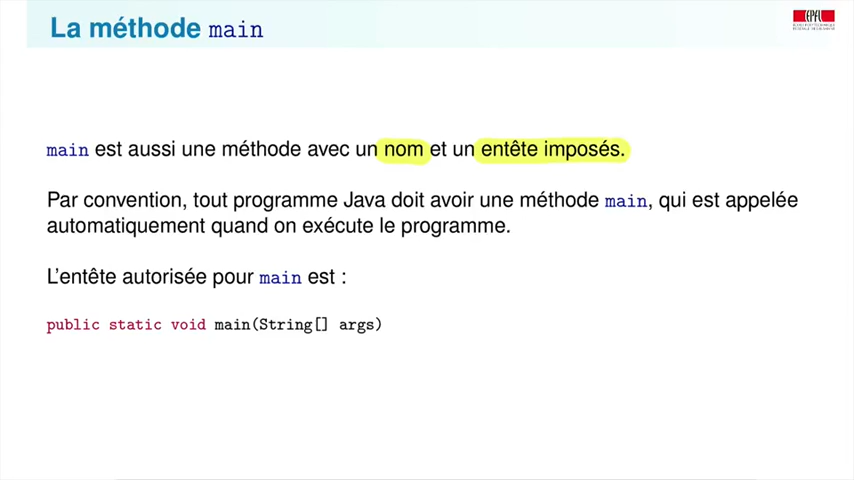 La méthode main
EPFL
main est aussi une méthode avec un nom et un entête imposés.
Par convention, tout programme Java doit avoir une méthode main, qui est appelée
automatiquement quand on exécute le programme.
L'entête autorisée pour main est :
public static void main(String[] args)